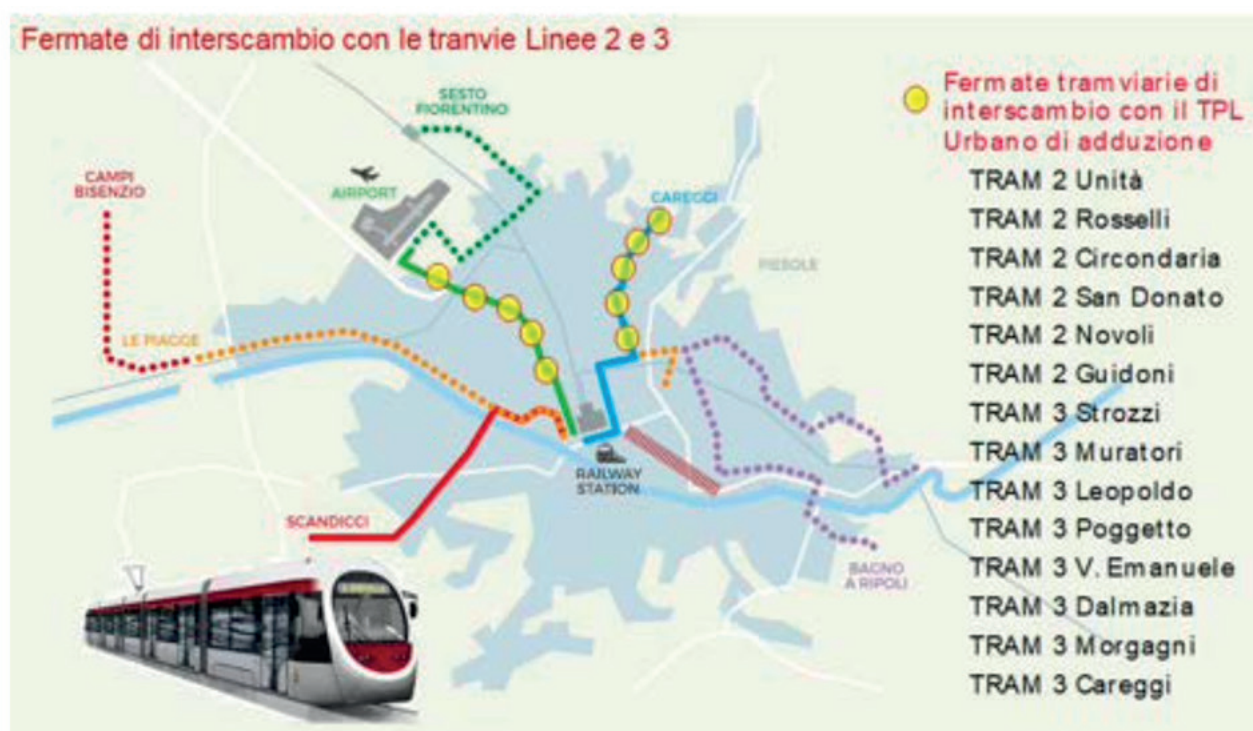 Fermate di interscambio con le tranvie Linee 2 e 3
SESTO
FIORENTINO
CAMPI
BISENZIO
AIRPORT
CAREGGI
FIESOLE
LE PIAGGE
RAILWAY
STATION
SCANDICCI
BAGNO
A RIPOLI
Fermate tramviarie di
interscambio con il TPL
Urbano di adduzione
TRAM 2 Unità
TRAM 2 Rosselli
TRAM 2 Circondaria
TRAM 2 San Donato
TRAM 2 Novoli
TRAM 2 Guidoni
TRAM 3 Strozzi
TRAM 3 Muratori
TRAM 3 Leopoldo
TRAM 3 Poggetto
TRAM 3 V. Emanuele
TRAM 3 Dalmazia
TRAM 3 Morgagni
TRAM 3 Careggi